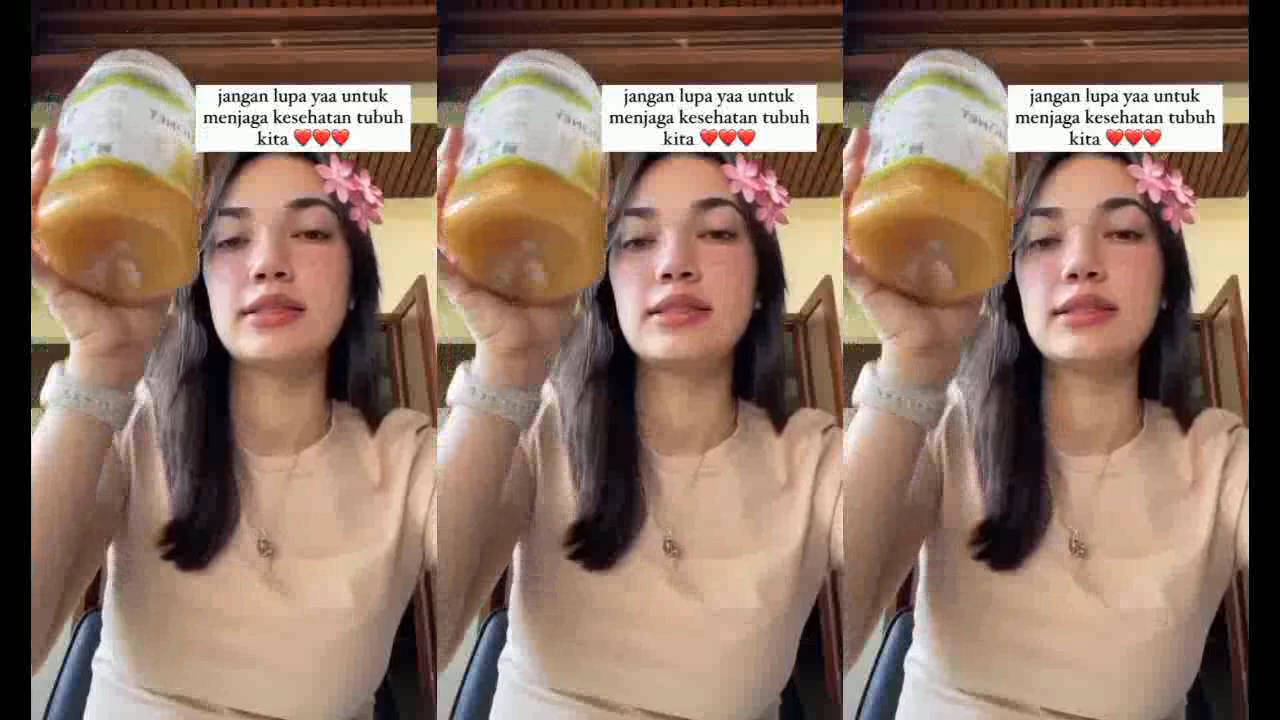 jangan lupa yaa untuk
menjaga kesehatan tubuh
kita ❤️❤️❤️
jangan lupa yaa untuk
menjaga kesehatan tubuh
kita ❤️❤️❤️
jangan lupa yaa untuk
menjaga kesehatan tubuh
kita ❤️❤️❤️